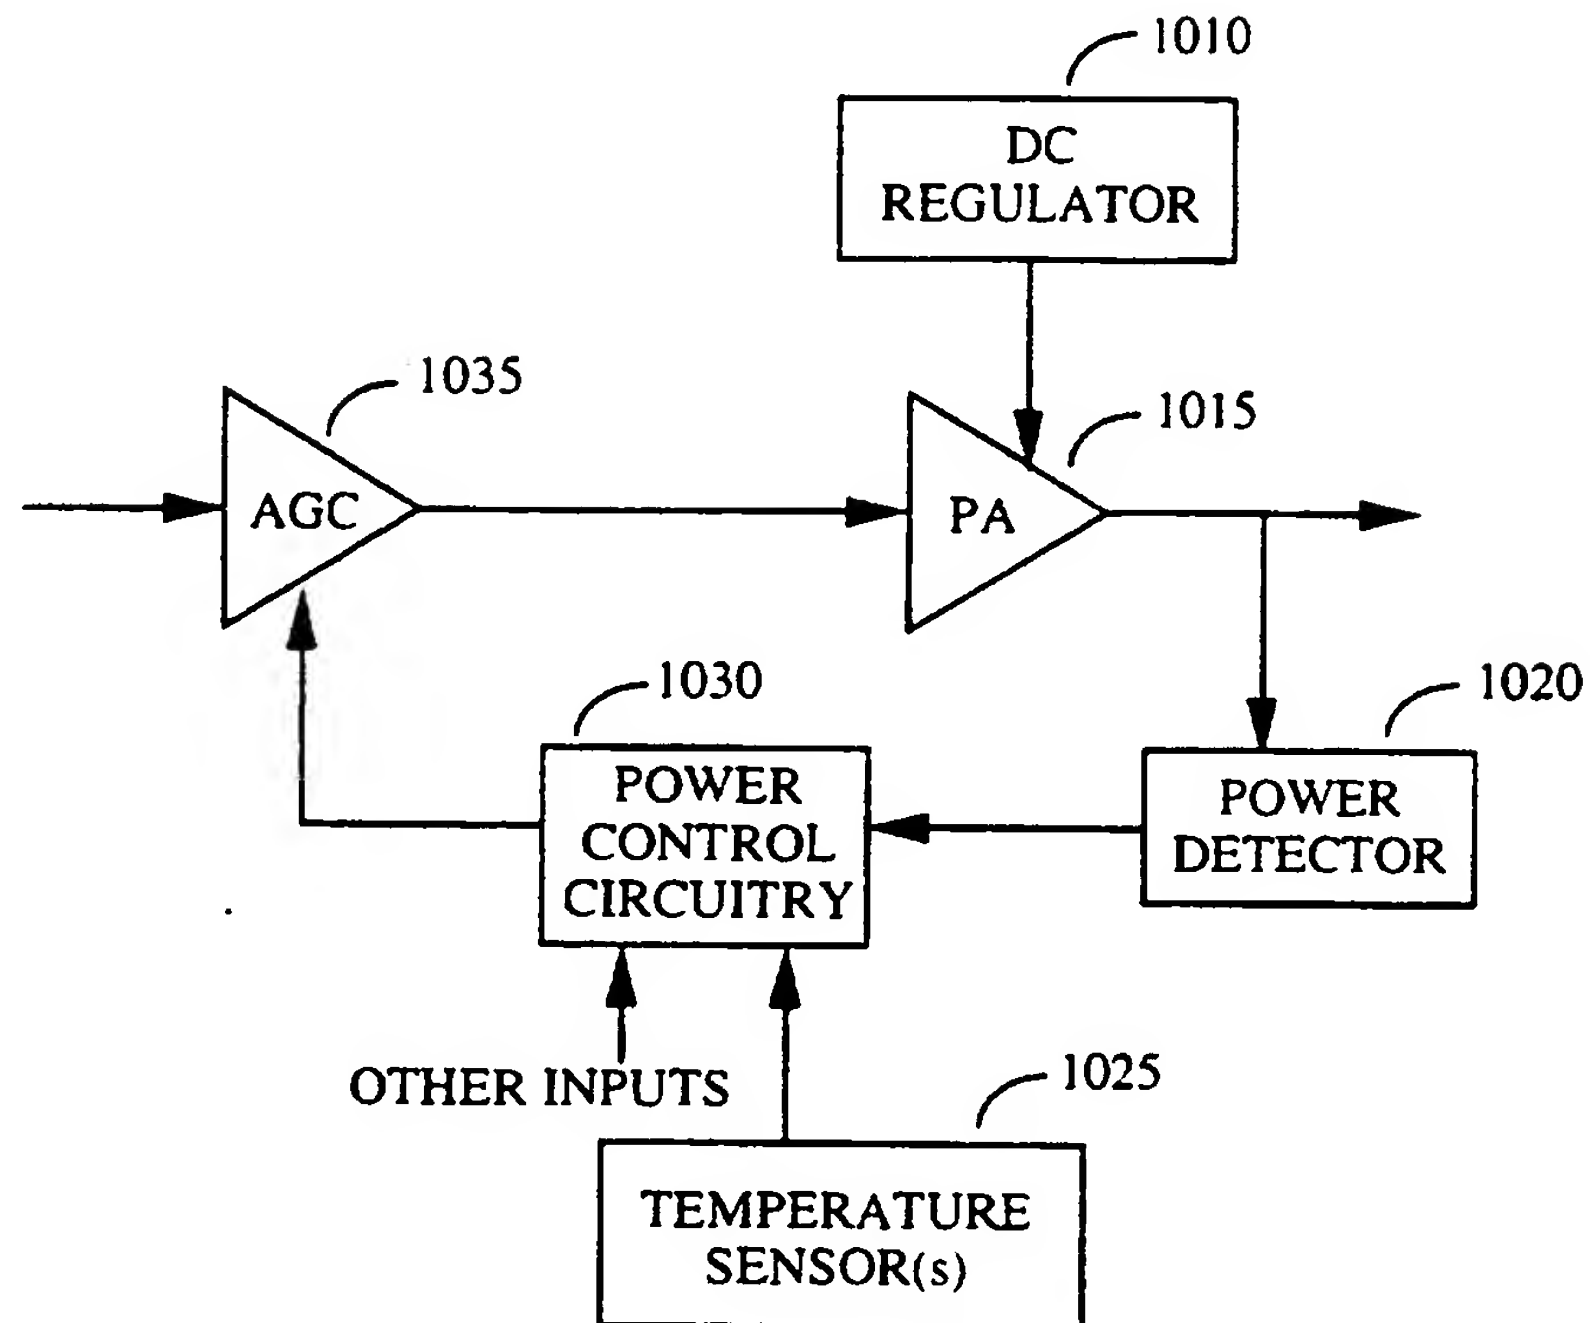 1010
DC
REGULATOR
1035
1015
AGC
PA
1030
1020
POWER
CONTROL
CIRCUITRY
POWER
DETECTOR
OTHER INPUTS
1025
TEMPERATURE
SENSOR(s)